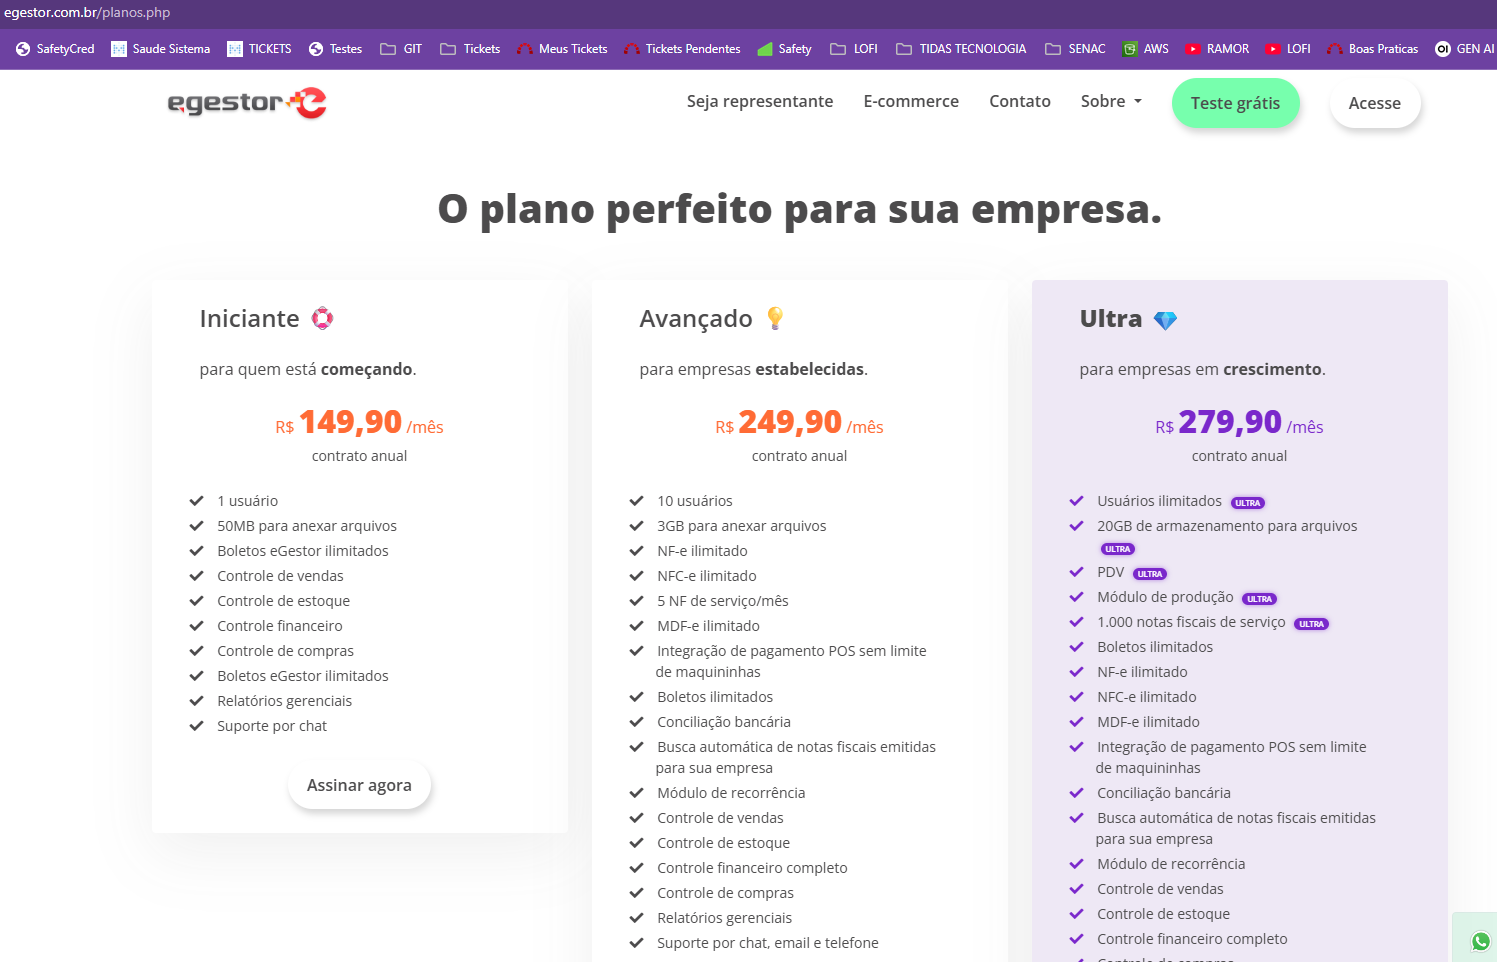 egestor.com.br/planos.php
SafetyCred Saude Sistema TICKETS Testes GIT Tickets Meus Tickets Tickets Pendentes Safety LOFI TIDAS TECNOLOGIA SENAC AWS RAMOR LOFI Boas Praticas GEN AI
egestor Seja representante E-commerce Contato Sobre Teste grátis Acesse
O plano perfeito para sua empresa.
Iniciante
para quem está começando.
R$ 149,90 /mês
contrato anual
1 usuário
50MB para anexar arquivos
Boletos eGestor ilimitados
Controle de vendas
Controle de estoque
Controle financeiro
Controle de compras
Boletos eGestor ilimitados
Relatórios gerenciais
Suporte por chat
Assinar agora
Avançado
para empresas estabelecidas.
R$ 249,90 /mês
contrato anual
10 usuários
3GB para anexar arquivos
NF-e ilimitado
NFC-e ilimitado
5 NF de serviço/mês
MDF-e ilimitado
Integração de pagamento POS sem limite
de maquininhas
Boletos ilimitados
Conciliação bancária
Busca automática de notas fiscais emitidas
para sua empresa
Módulo de recorrência
Controle de vendas
Controle de estoque
Controle financeiro completo
Controle de compras
Relatórios gerenciais
Suporte por chat, email e telefone
Ultra
para empresas em crescimento.
R$ 279,90 /mês
contrato anual
Usuários ilimitados ULTRA
20GB de armazenamento para arquivos
ULTRA
PDV ULTRA
Módulo de produção ULTRA
1.000 notas fiscais de serviço ULTRA
Boletos ilimitados
NF-e ilimitado
NFC-e ilimitado
MDF-e ilimitado
Integração de pagamento POS sem limite
de maquininhas
Conciliação bancária
Busca automática de notas fiscais emitidas
para sua empresa
Módulo de recorrência
Controle de vendas
Controle de estoque
Controle financeiro completo